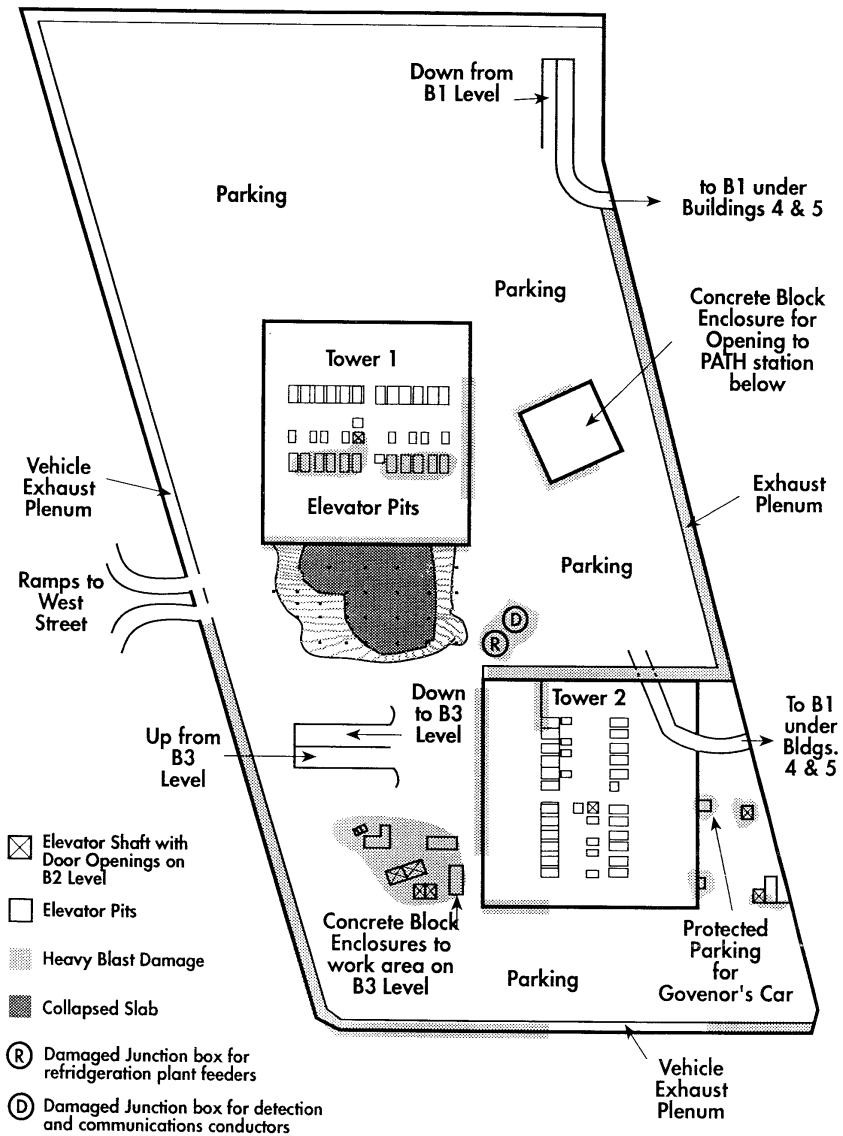 Down from
B1 Level
Parking
to B1 under
Buildings 4 & 5
Parking
Concrete Block
Enclosure for
Opening to
PATH station
below
Tower 1
Vehicle
Exhaust
Plenum
Elevator Pits
Exhaust
Plenum
Parking
Ramps to
West
Street
D
R
Down
to B3
Level
Tower 2
To B1
under
Bldgs.
4 & 5
Up from
B3
Level
Elevator Shaft with
Door Openings on
B2 Level
Elevator Pits
Concrete Block
Enclosures to
work area on
B3 Level
Protected
Parking
for
Govenor's Car
Parking
Heavy Blast Damage
Collapsed Slab
R
Damaged Junction box for
refridgeration plant feeders
D
Damaged Junction box for detection
and communications conductors
Vehicle
Exhaust
Plenum